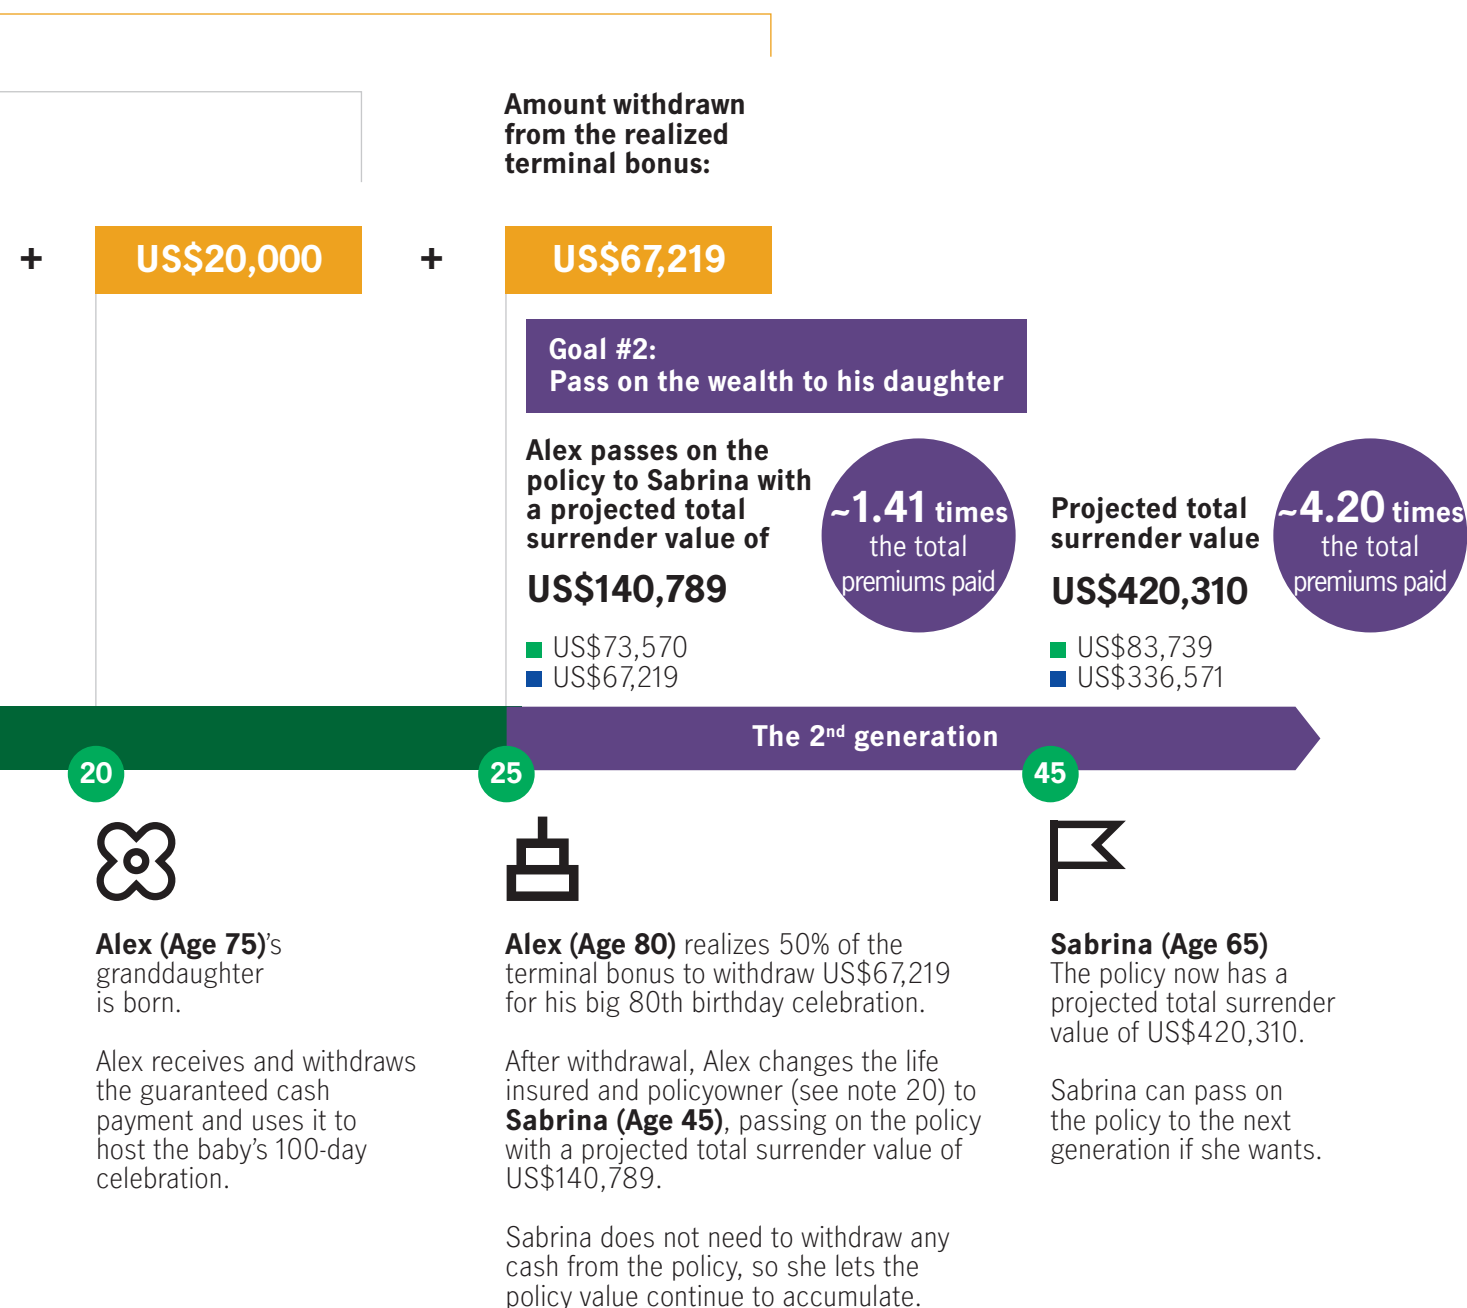 Amount withdrawn
from the realized
terminal bonus:
+
US$20,000
+
US$67,219
Goal #2:
Pass on the wealth to his daughter
Alex passes on the
policy to Sabrina with
a projected total
surrender value of
US$140,789
US$73,570
US$67,219
~1.41 times
the total
premiums paid
Projected total
surrender value
US$420,310
US$83,739
US$336,571
~4.20 times
the total
premiums paid
The 2nd generation
20
25
45
Alex (Age 75)’s
granddaughter
is born.
Alex receives and withdraws
the guaranteed cash
payment and uses it to
host the baby’s 100-day
celebration.
Alex (Age 80) realizes 50% of the
terminal bonus to withdraw US$67,219
for his big 80th birthday celebration.
After withdrawal, Alex changes the life
insured and policyowner (see note 20) to
Sabrina (Age 45), passing on the policy
with a projected total surrender value of
US$140,789.
Sabrina does not need to withdraw any
cash from the policy, so she lets the
policy value continue to accumulate.
Sabrina (Age 65)
The policy now has a
projected total surrender
value of US$420,310.
Sabrina can pass on
the policy to the next
generation if she wants.